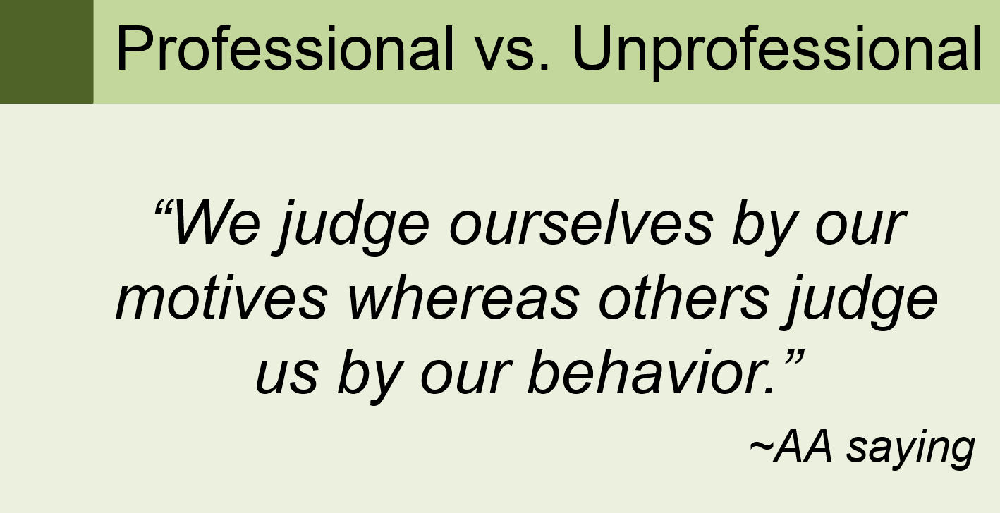 Professional vs. Unprofessional
“We judge ourselves by our
motives whereas others judge
us by our behavior.”
~AA saying